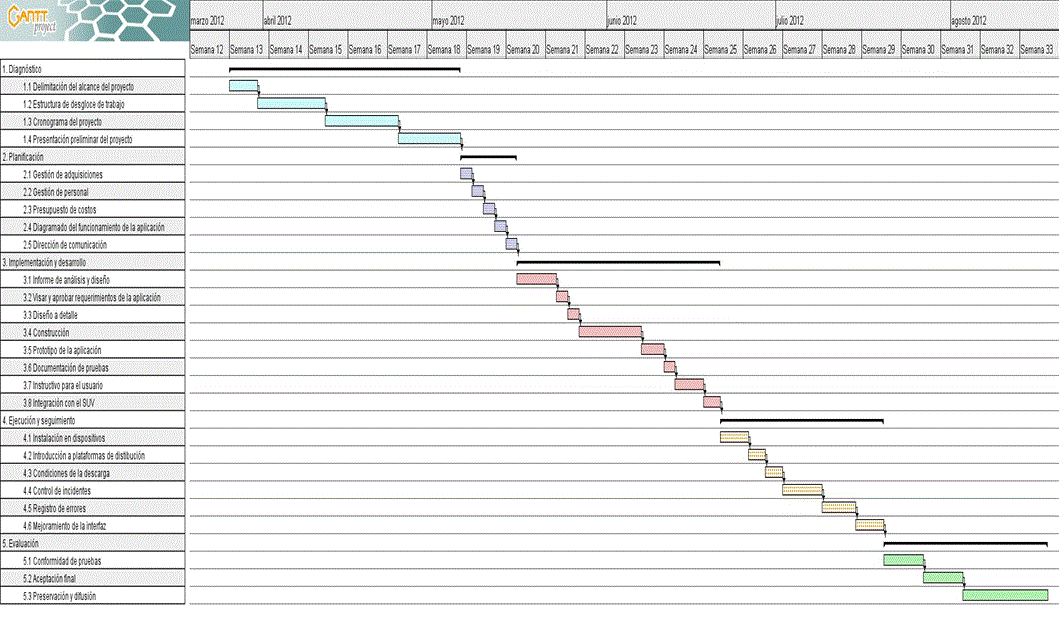 GANTT
project
marzo 2012 abril 2012 mayo 2012 junio 2012 julio 2012 agosto 2012
Semana 12 Semana 13 Semana 14 Semana 15 Semana 16 Semana 17 Semana 18 Semana 19 Semana 20 Semana 21 Semana 22 Semana 23 Semana 24 Semana 25 Semana 26 Semana 27 Semana 28 Semana 29 Semana 30 Semana 31 Semana 32 Semana 33
1. Diagnóstico
1.1 Delimitación del alcance del proyecto
1.2 Estructura de desgloce de trabajo
1.3 Cronograma del proyecto
1.4 Presentación preliminar del proyecto
2. Planificación
2.1 Gestión de adquisiciones
2.2 Gestión de personal
2.3 Presupuesto de costos
2.4 Diagramado del funcionamiento de la aplicación
2.5 Dirección de comunicación
3. Implementación y desarrollo
3.1 Informe de análisis y diseño
3.2 Visar y aprobar requerimientos de la aplicación
3.3 Diseño a detalle
3.4 Construcción
3.5 Prototipo de la aplicación
3.6 Documentación de pruebas
3.7 Instructivo para el usuario
3.8 Integración con el SUV
4. Ejecución y seguimiento
4.1 Instalación en dispositivos
4.2 Introducción a plataformas de distibución
4.3 Condiciones de la descarga
4.4 Control de incidentes
4.5 Registro de errores
4.6 Mejoramiento de la interfaz
5. Evaluación
5.1 Conformidad de pruebas
5.2 Aceptación final
5.3 Preservación y difusión